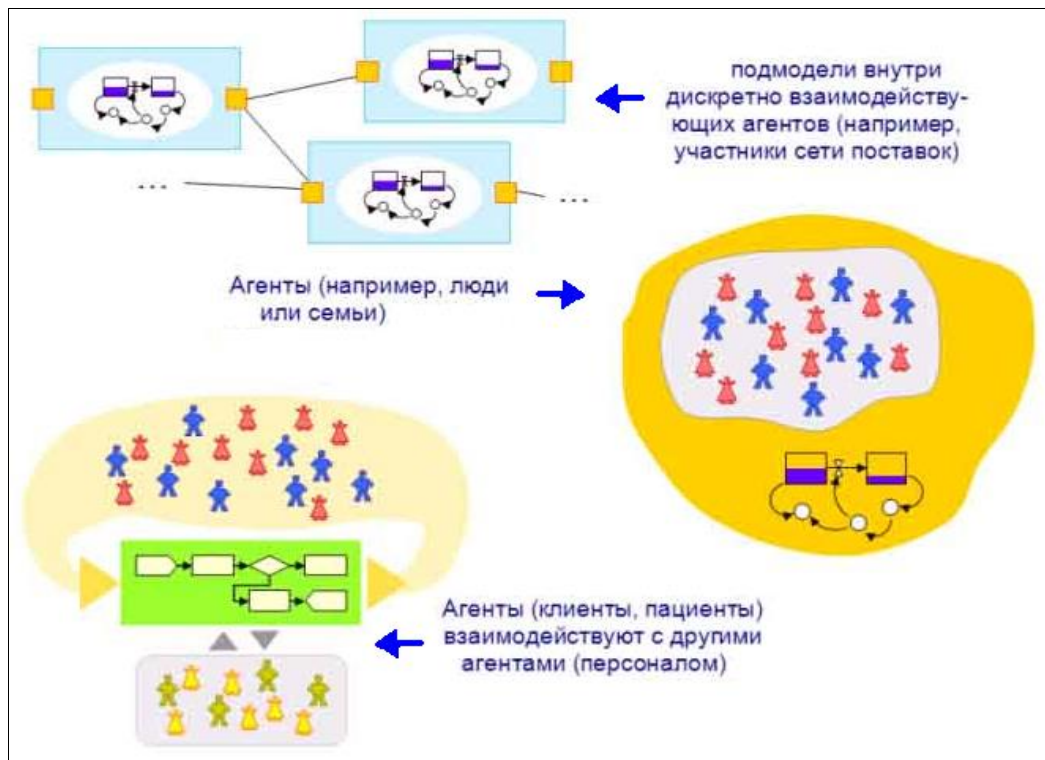 подмодели внутри
дискретно взаимодейству-
ющих агентов (например,
участники сети поставок)
...
...
Агенты (например, люди
или семьи)
Агенты (клиенты, пациенты)
взаимодействуют с другими
агентами (персоналом)